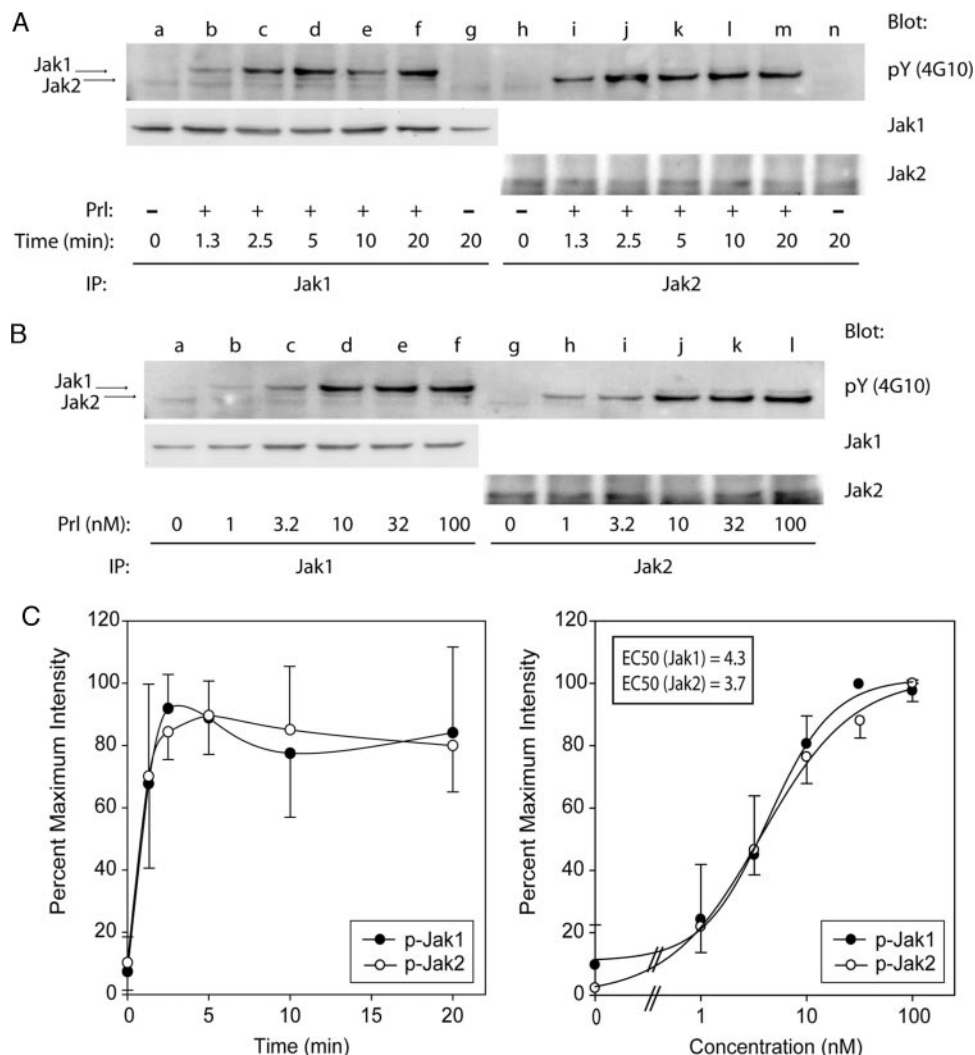 A
a b c d e f g h i j k l m n Blot:
Jak1
Jak2
pY (4G10)
Jak1
Jak2
Prl: – + + + + + – – + + + + + –
Time (min): 0 1.3 2.5 5 10 20 20 0 1.3 2.5 5 10 20 20
IP: Jak1 Jak2
B
a b c d e f g h i j k l Blot:
Jak1
Jak2
pY (4G10)
Jak1
Jak2
Prl (nM): 0 1 3.2 10 32 100 0 1 3.2 10 32 100
IP: Jak1 Jak2
C
Percent Maximum Intensity
120
100
80
60
40
20
0
p-Jak1
p-Jak2
0 5 10 15 20
Time (min)
Percent Maximum Intensity
120
100
80
60
40
20
0
EC50 (Jak1) = 4.3
EC50 (Jak2) = 3.7
p-Jak1
p-Jak2
0 1 10 100
Concentration (nM)